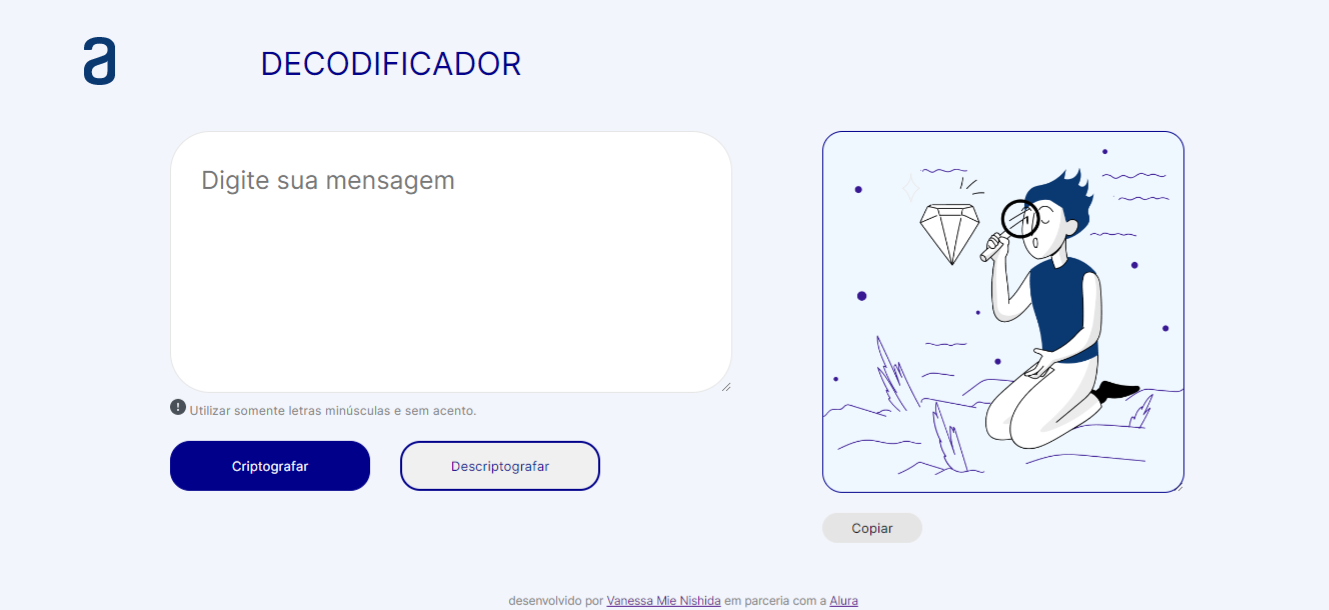 a
DECODIFICADOR
Digite sua mensagem
! Utilizar somente letras minúsculas e sem acento.
Criptografar
Descriptografar
Copiar
desenvolvido por Vanessa Mie Nishida em parceria com a Alura